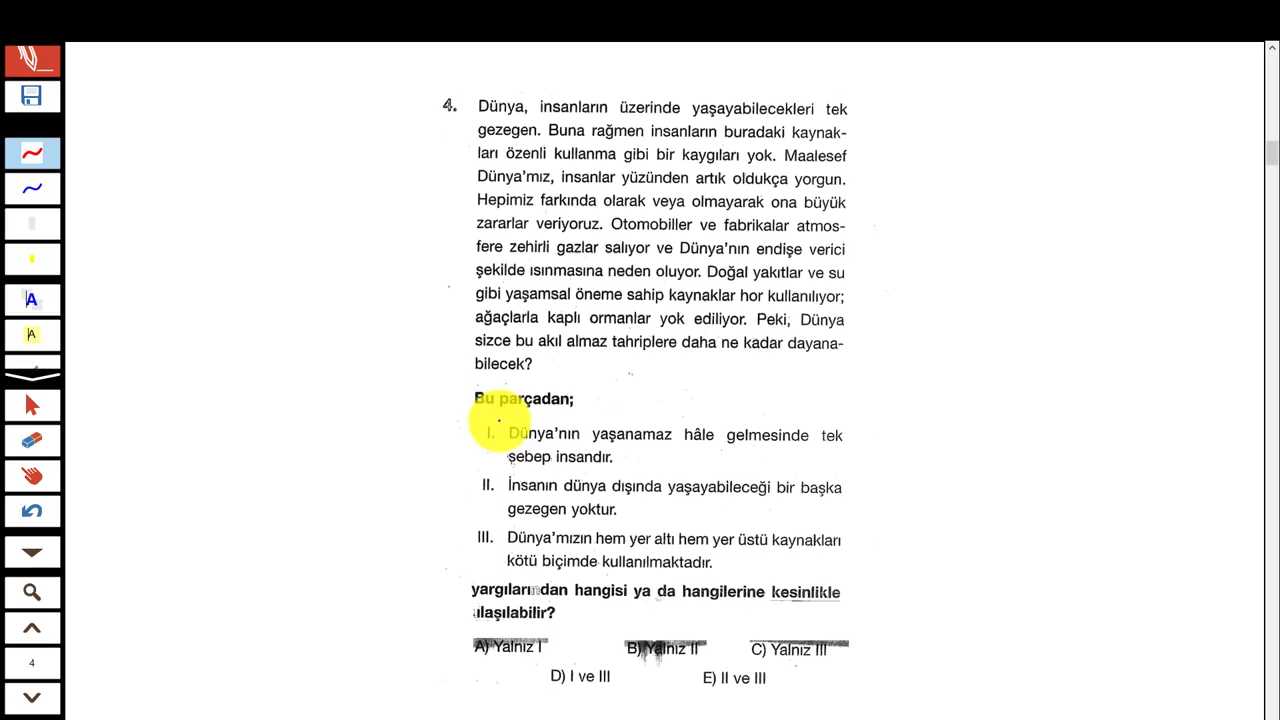 4. Dünya, insanların üzerinde yaşayabilecekleri tek
gezegen. Buna rağmen insanların buradaki kaynak-
ları özenli kullanma gibi bir kaygıları yok. Maalesef
Dünya'mız, insanlar yüzünden artık oldukça yorgun.
Hepimiz farkında olarak veya olmayarak ona büyük
zararlar veriyoruz. Otomobiller ve fabrikalar atmos-
fere zehirli gazlar salıyor ve Dünya'nın endişe verici
şekilde ısınmasına neden oluyor. Doğal yakıtlar ve su
gibi yaşamsal öneme sahip kaynaklar hor kullanılıyor;
ağaçlarla kaplı ormanlar yok ediliyor. Peki, Dünya
sizce bu akıl almaz tahriplere daha ne kadar dayana-
bilecek?
Bu parçadan;
I. Dünya'nın yaşanamaz hâle gelmesinde tek
sebep insandır.
II. İnsanın dünya dışında yaşayabileceği bir başka
gezegen yoktur.
III. Dünya'mızın hem yer altı hem yer üstü kaynakları
kötü biçimde kullanılmaktadır.
yargılarından hangisi ya da hangilerine kesinlikle
ulaşılabilir?
A) Yalnız I B) Yalnız II C) Yalnız III
D) I ve III E) II ve III
A
A
4